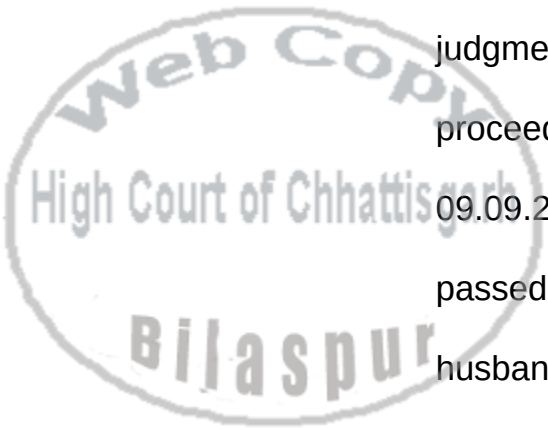 Web Copy
High Court of Chhattisgarh
Bilaspur
judgme
proceed
09.09.2
passed
husban